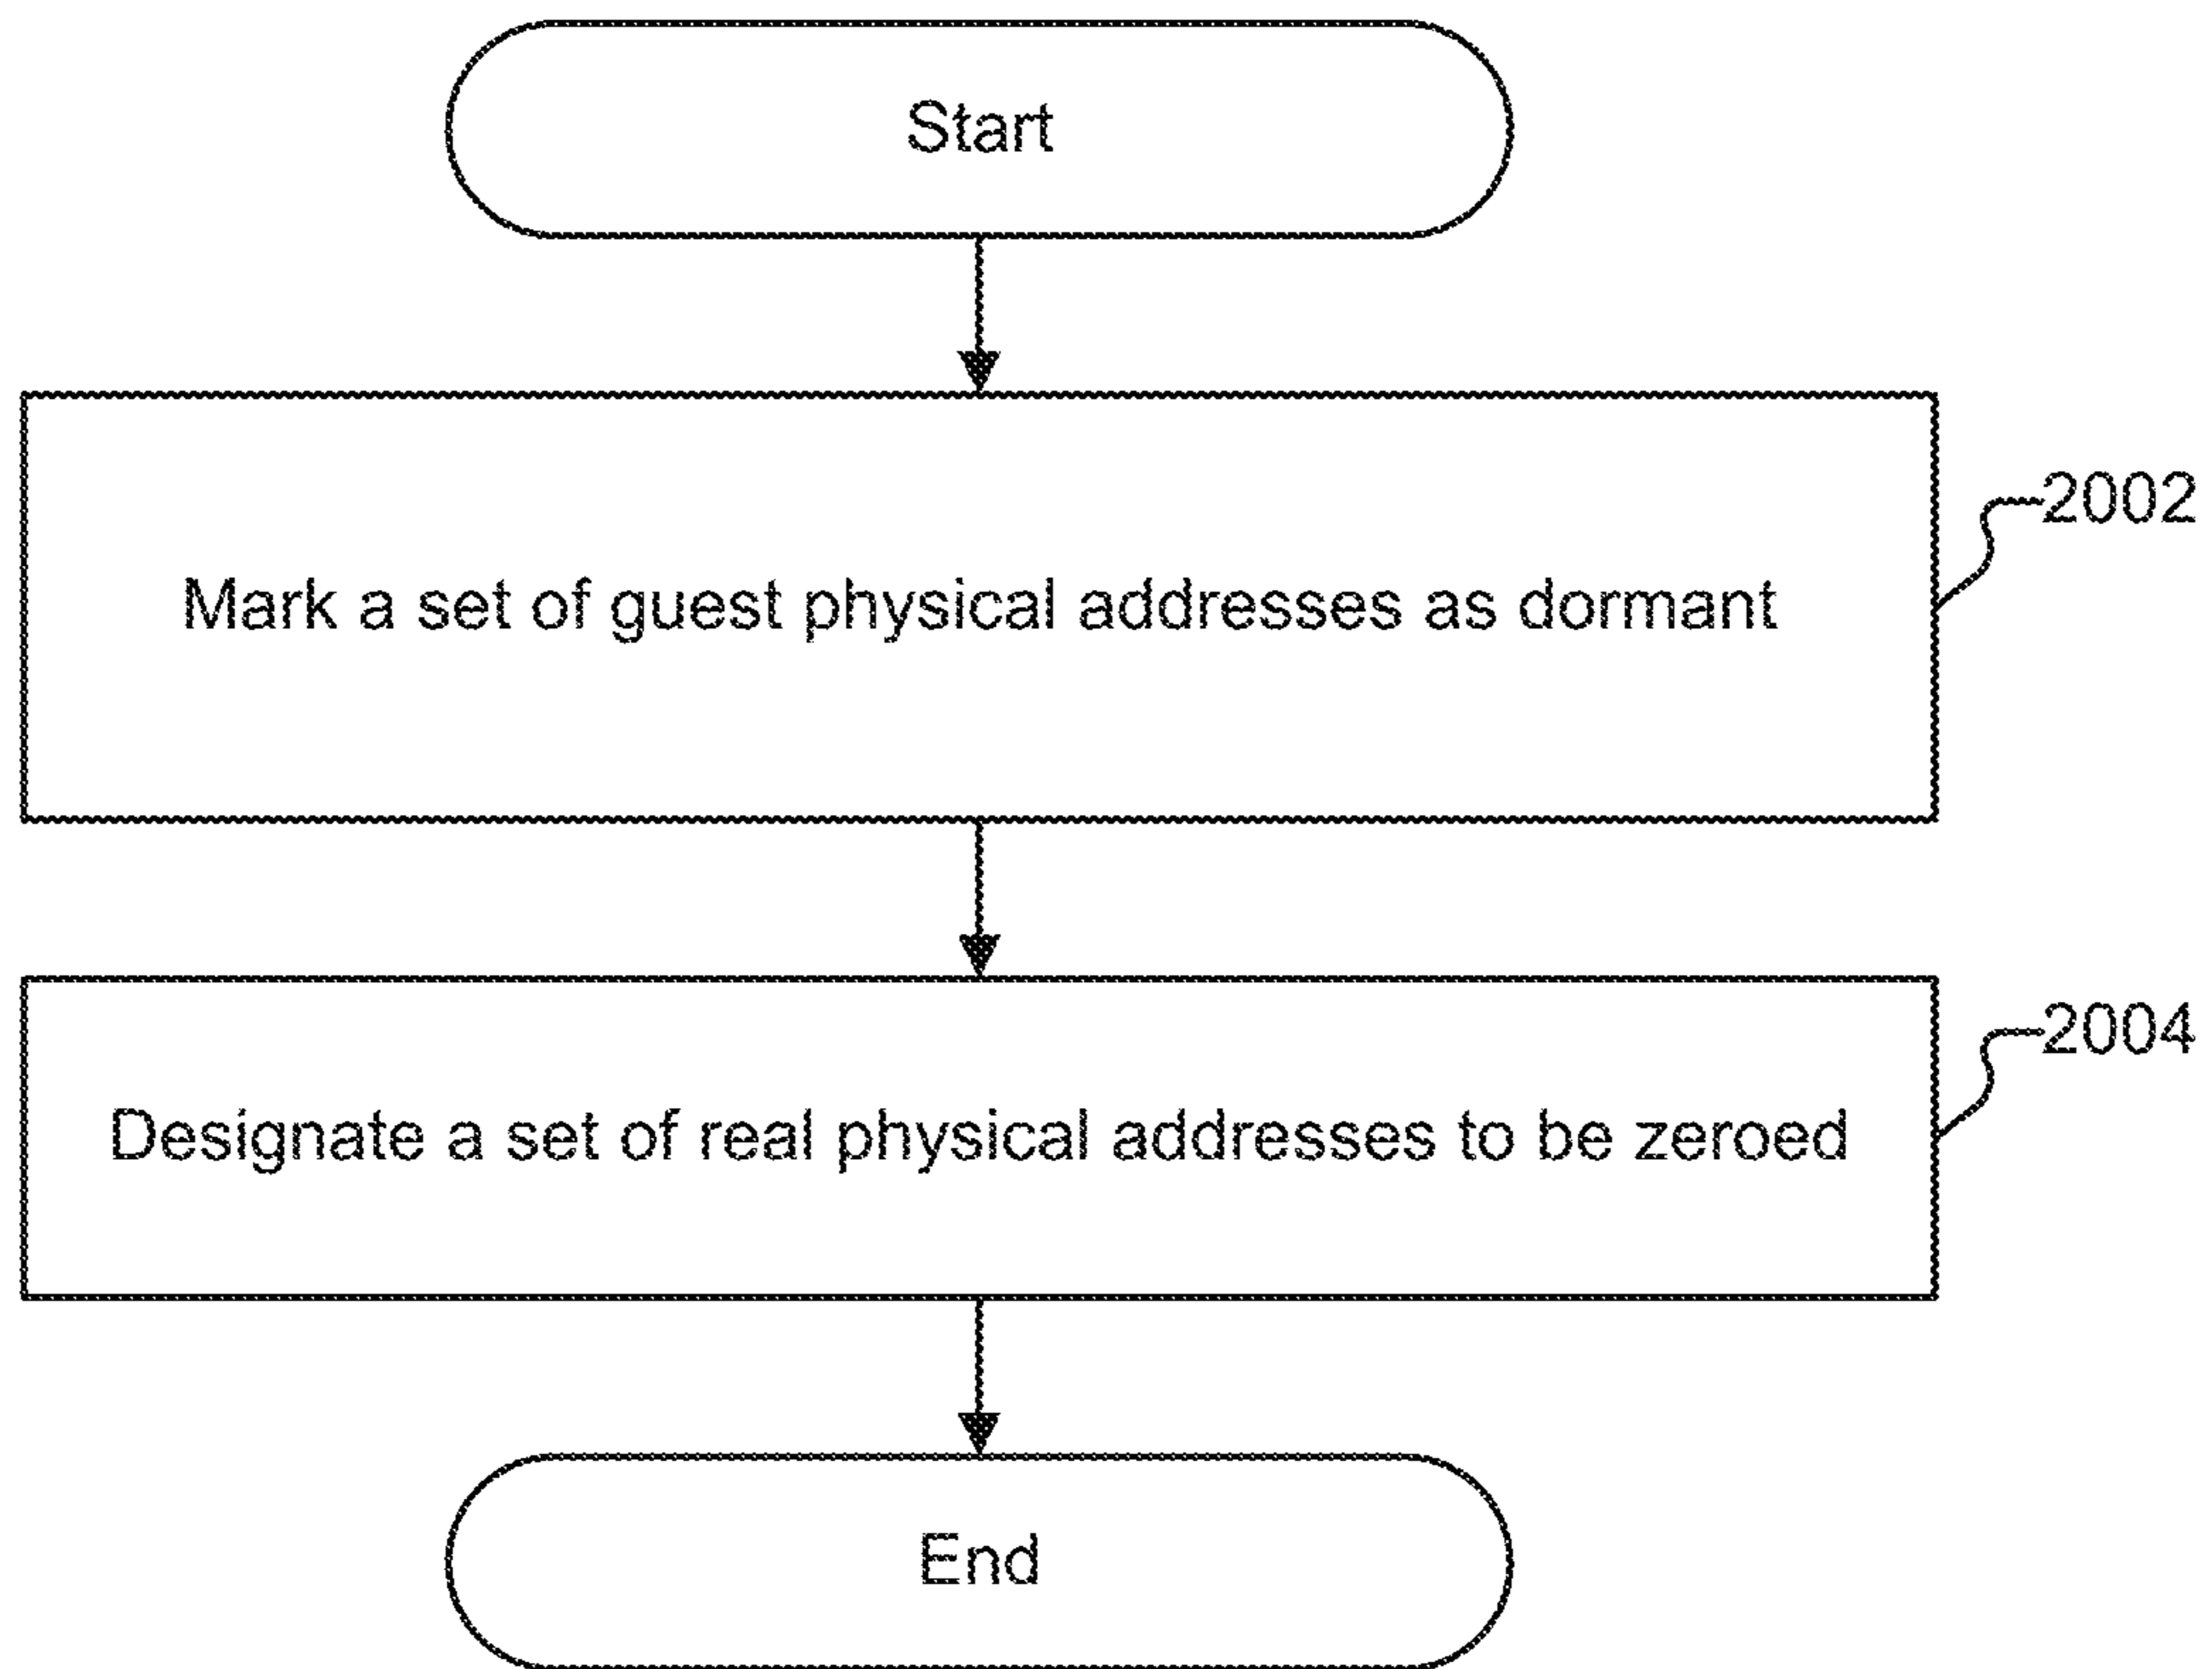 Start
2002
Mark a set of guest physical addresses as dormant
2004
Designate a set of real physical addresses to be zeroed
End